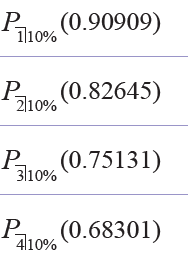 P1|10% (0.90909)
P2|10% (0.82645)
P3|10% (0.75131)
P4|10% (0.68301)